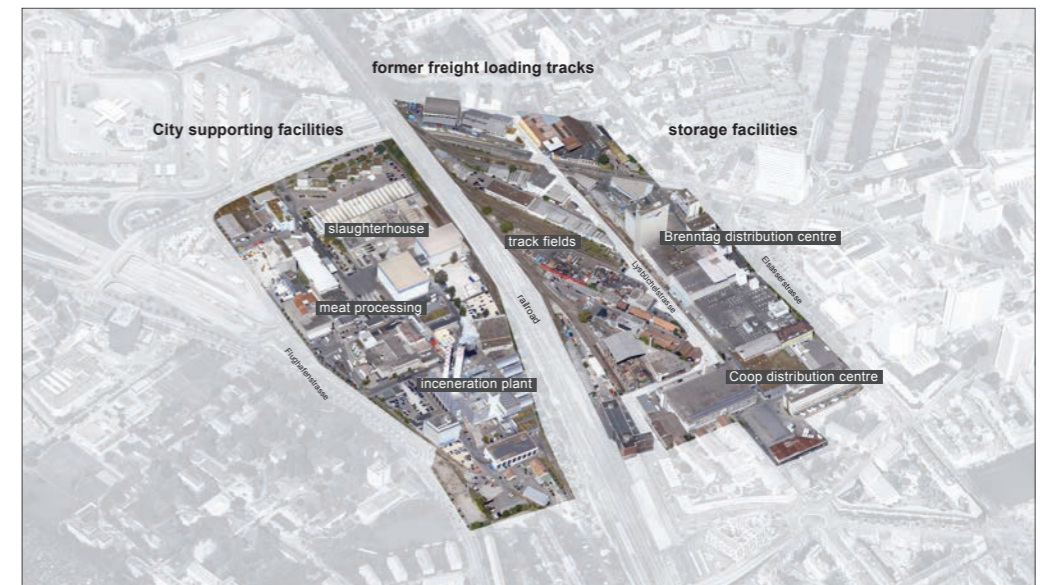 former freight loading tracks
City supporting facilities
storage facilities
slaughterhouse
track fields
Brenntag distribution centre
Lysbüchelstrasse
Elsässerstrasse
meat processing
railroad
Flughafenstrasse
inceneration plant
Coop distribution centre